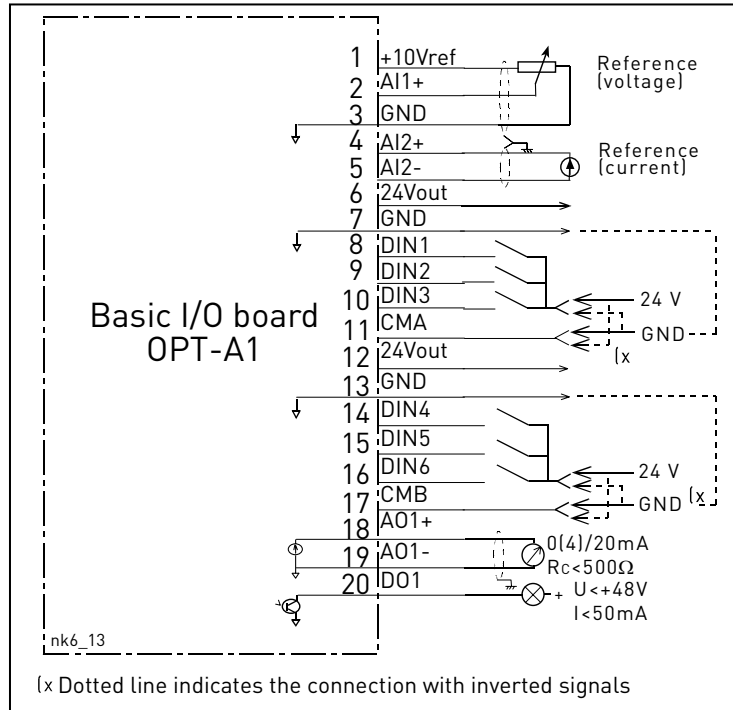 1 +10Vref
Reference
(voltage)
2 AI1+
3 GND
4 AI2+
Reference
(current)
5 AI2-
6 24Vout
7 GND
8 DIN1
9 DIN2
10 DIN3
24 V
Basic I/O board
OPT-A1
11 CMA
GND
(x
12 24Vout
13 GND
14 DIN4
15 DIN5
16 DIN6
24 V
17 CMB
GND
(x
18 AO1+
0(4)/20mA
19 AO1-
RC<500Ω
20 DO1
+ U<+48V
I<50mA
nk6_13
(x Dotted line indicates the connection with inverted signals